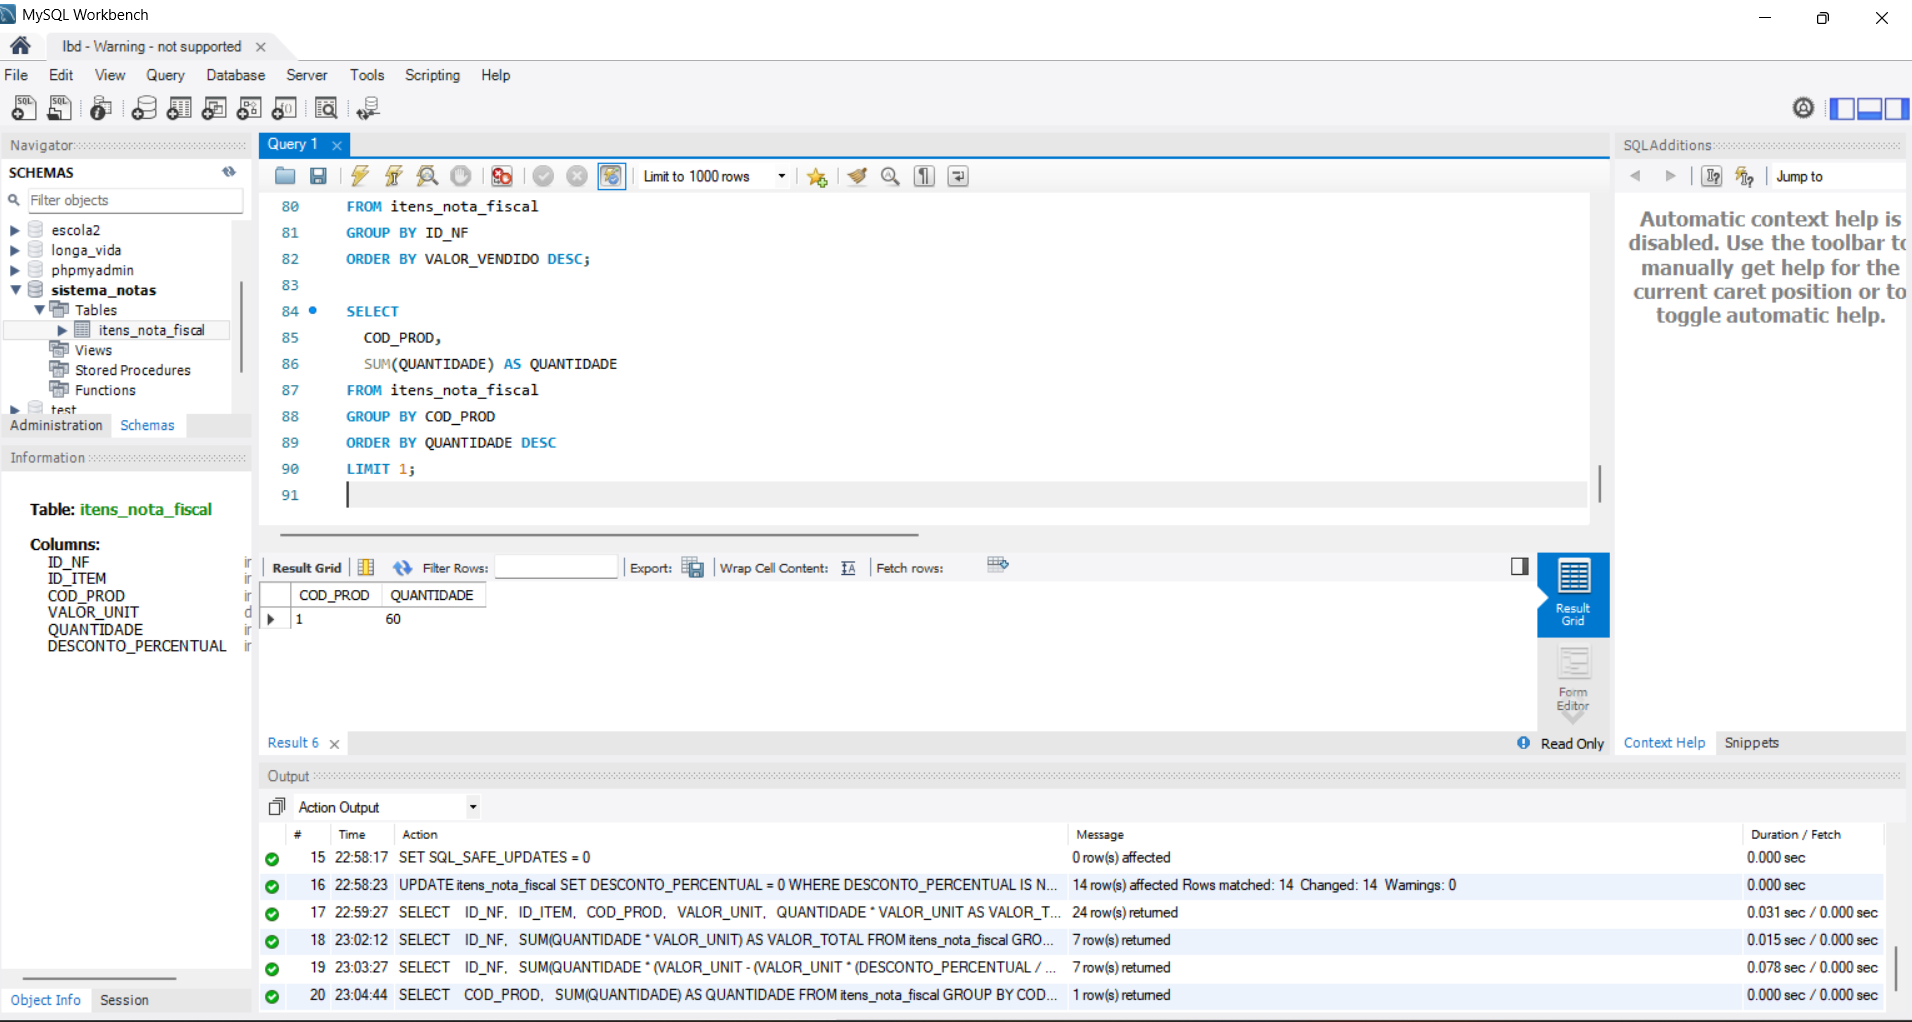 MySQL Workbench
lbd - Warning - not supported
File Edit View Query Database Server Tools Scripting Help
Navigator
SCHEMAS
Filter objects
escola2
longa_vida
phpmyadmin
sistema_notas
Tables
itens_nota_fiscal
Views
Stored Procedures
Functions
test
Administration Schemas
Information
Table: itens_nota_fiscal
Columns:
ID_NF in
ID_ITEM in
COD_PROD in
VALOR_UNIT d
QUANTIDADE in
DESCONTO_PERCENTUAL in
Object Info Session
Query 1
Limit to 1000 rows
80 FROM itens_nota_fiscal
81 GROUP BY ID_NF
82 ORDER BY VALOR_VENDIDO DESC;
83
84 SELECT
85 COD_PROD,
86 SUM(QUANTIDADE) AS QUANTIDADE
87 FROM itens_nota_fiscal
88 GROUP BY COD_PROD
89 ORDER BY QUANTIDADE DESC
90 LIMIT 1;
91
Result Grid Filter Rows: Export: Wrap Cell Content: Fetch rows:
COD_PROD QUANTIDADE
1 60
Result Grid
Form Editor
Result 6
Read Only
SQLAdditions
Jump to
Automatic context help is
disabled. Use the toolbar to
manually get help for the
current caret position or to
toggle automatic help.
Context Help Snippets
Output
Action Output
# Time Action Message Duration / Fetch
15 22:58:17 SET SQL_SAFE_UPDATES = 0 0 row(s) affected 0.000 sec
16 22:58:23 UPDATE itens_nota_fiscal SET DESCONTO_PERCENTUAL = 0 WHERE DESCONTO_PERCENTUAL IS N... 14 row(s) affected Rows matched: 14 Changed: 14 Warnings: 0 0.000 sec
17 22:59:27 SELECT ID_NF, ID_ITEM, COD_PROD, VALOR_UNIT, QUANTIDADE * VALOR_UNIT AS VALOR_T... 24 row(s) returned 0.031 sec / 0.000 sec
18 23:02:12 SELECT ID_NF, SUM(QUANTIDADE * VALOR_UNIT) AS VALOR_TOTAL FROM itens_nota_fiscal GRO... 7 row(s) returned 0.015 sec / 0.000 sec
19 23:03:27 SELECT ID_NF, SUM(QUANTIDADE * (VALOR_UNIT - (VALOR_UNIT * (DESCONTO_PERCENTUAL / ... 7 row(s) returned 0.078 sec / 0.000 sec
20 23:04:44 SELECT COD_PROD, SUM(QUANTIDADE) AS QUANTIDADE FROM itens_nota_fiscal GROUP BY COD... 1 row(s) returned 0.000 sec / 0.000 sec